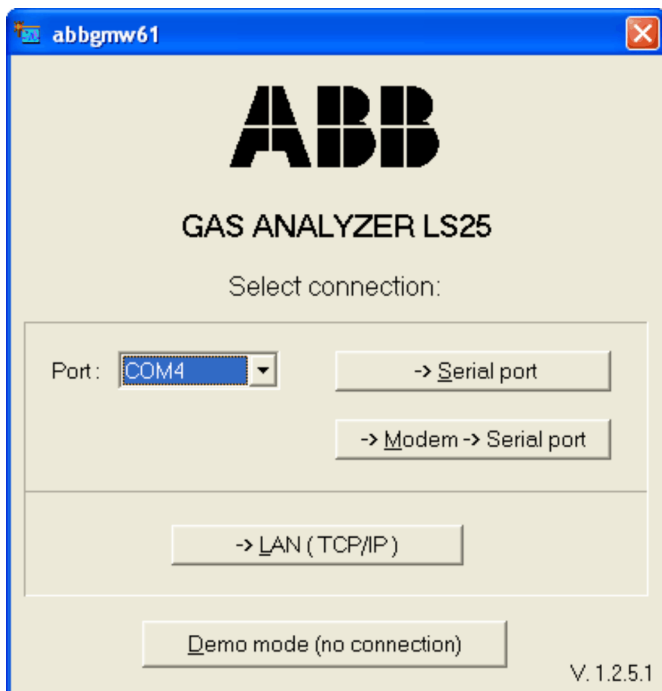 abbgmw61
ABB
GAS ANALYZER LS25
Select connection:
Port: COM4
-> Serial port
-> Modem -> Serial port
-> LAN ( TCP/IP )
Demo mode (no connection)
V. 1.2.5.1